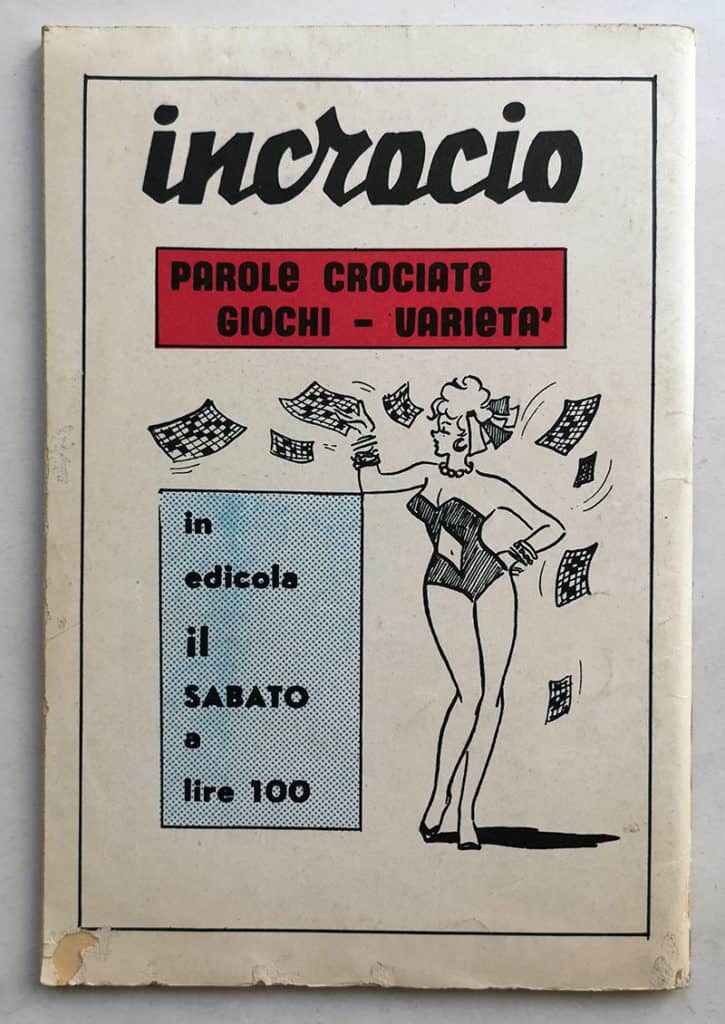 incrocio
PAROLE CROCIATE
GIOCHI - VARIETA'
in
edicola
il
SABATO
a
lire 100